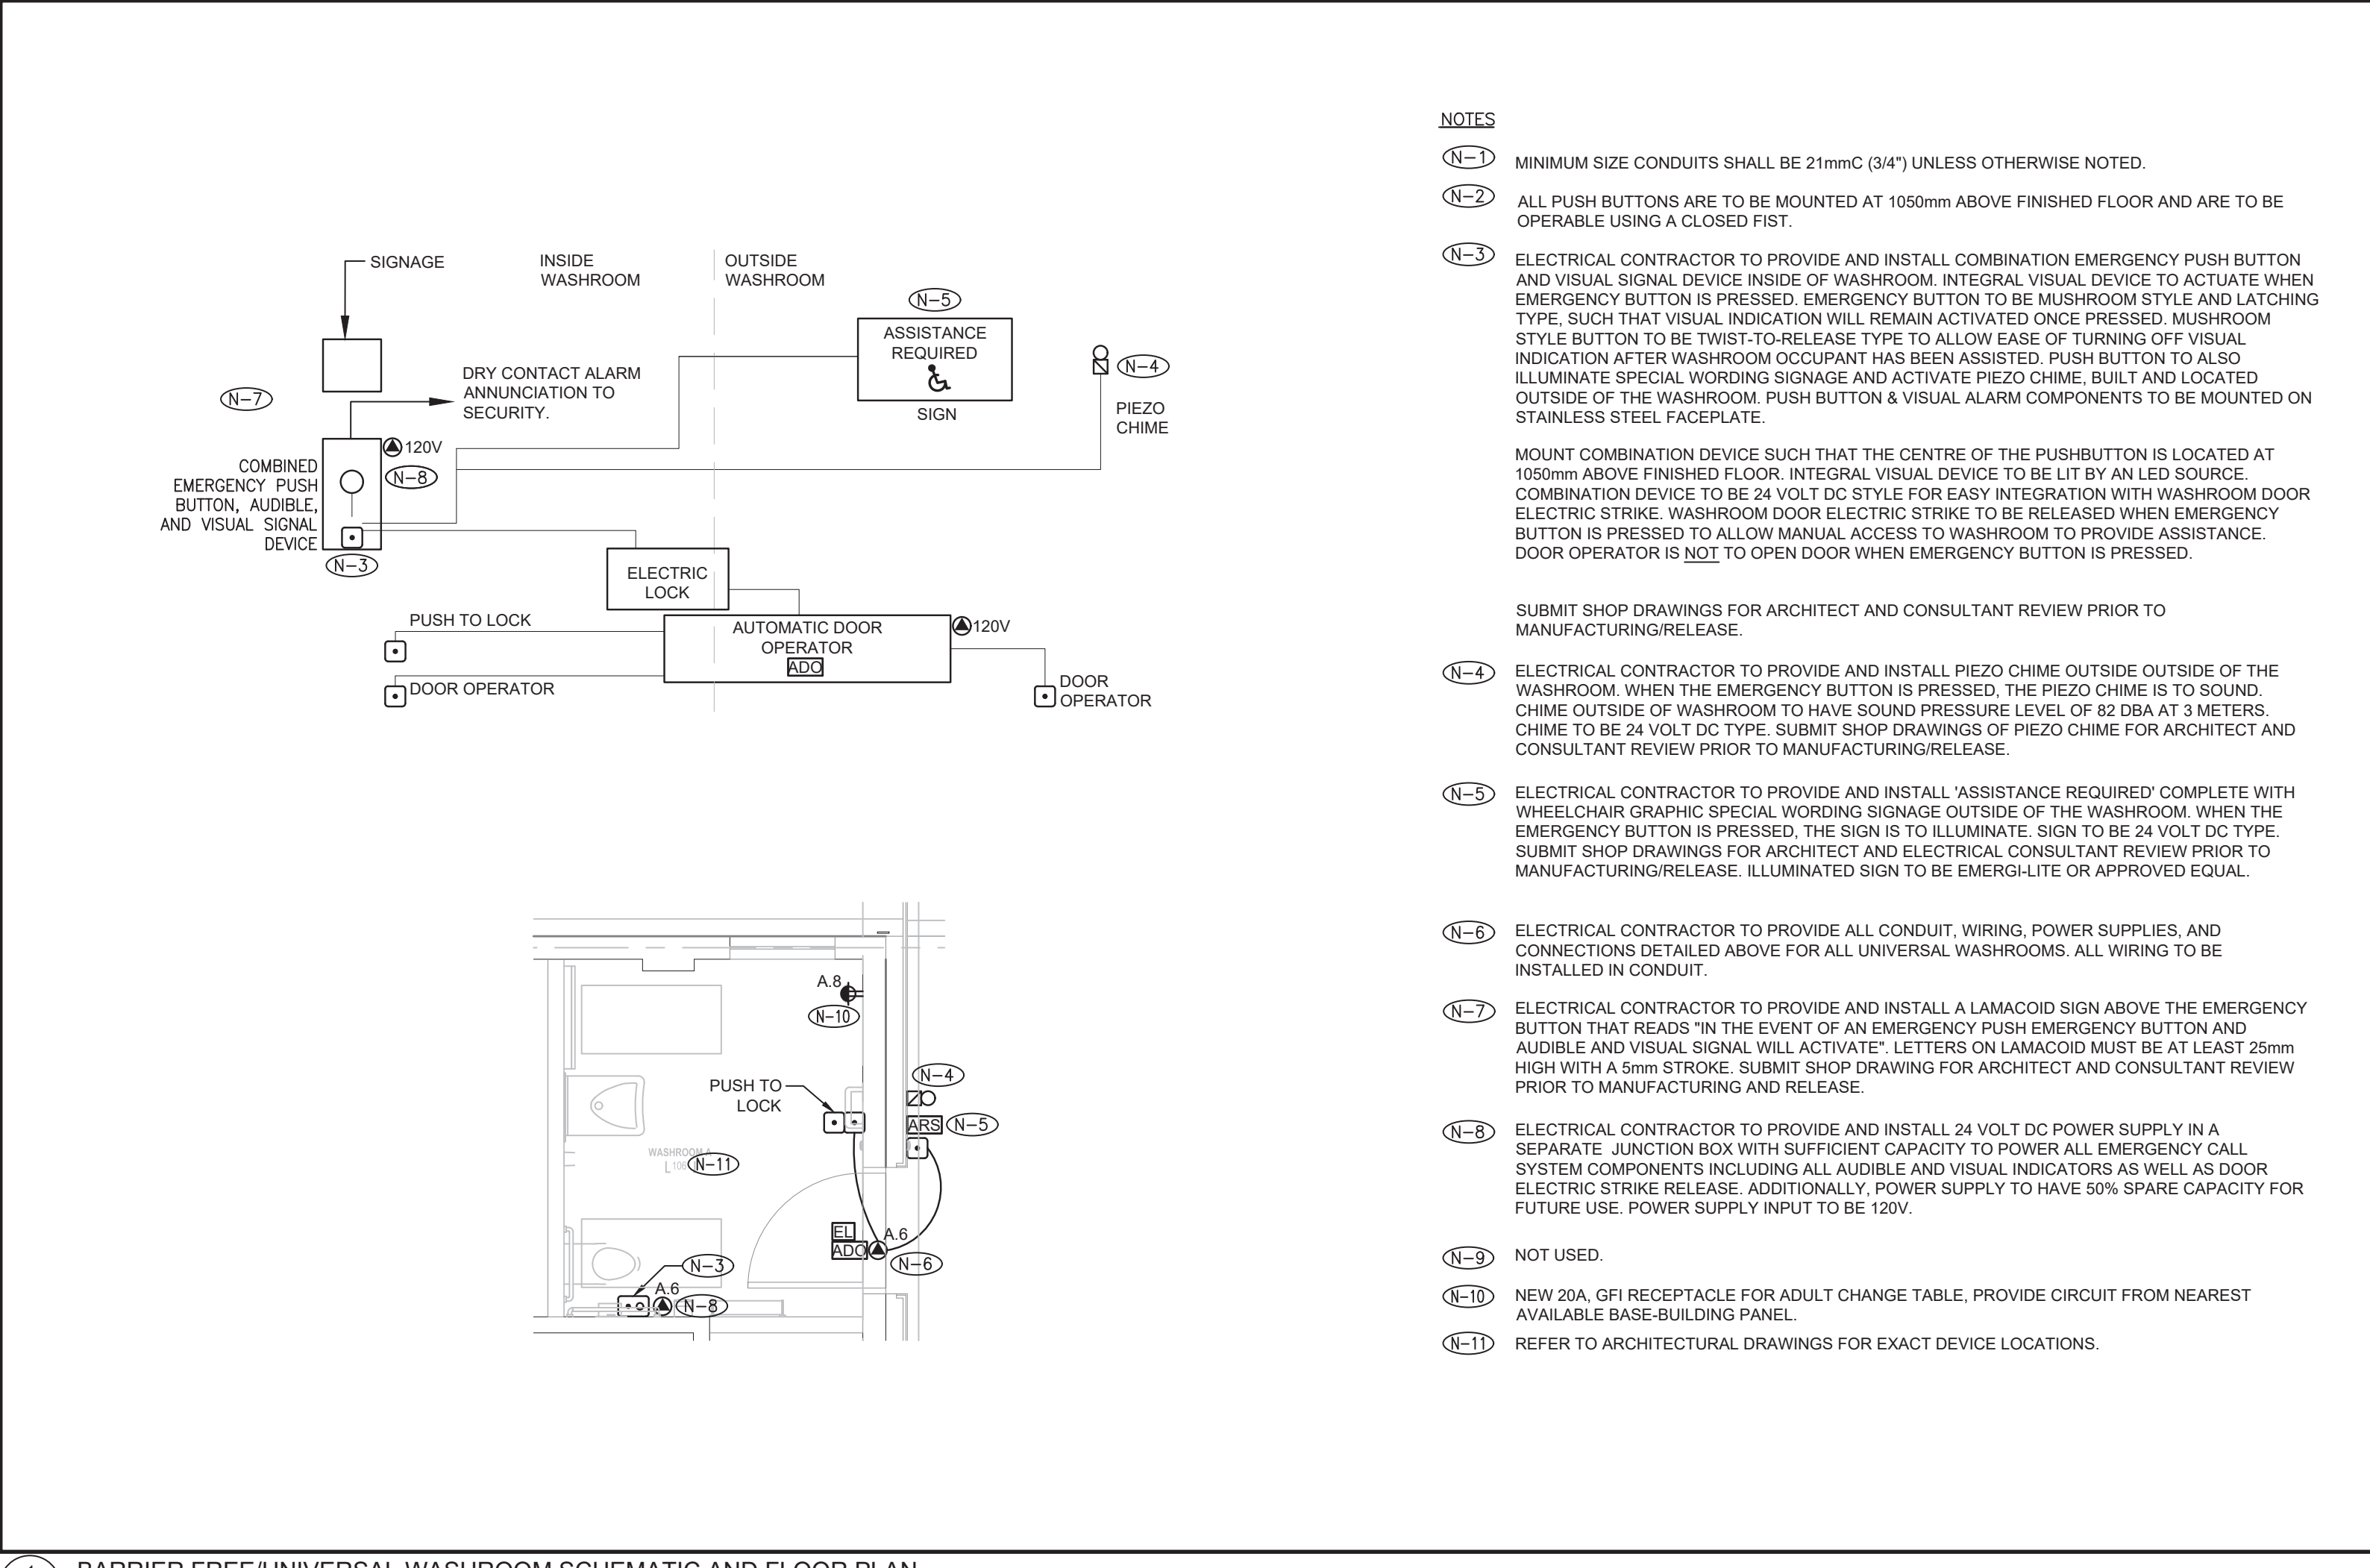 SIGNAGE
INSIDE
WASHROOM
OUTSIDE
WASHROOM
N-5
ASSISTANCE
REQUIRED
SIGN
N-4
PIEZO
CHIME
N-7
DRY CONTACT ALARM
ANNUNCIATION TO
SECURITY.
120V
N-8
COMBINED
EMERGENCY PUSH
BUTTON, AUDIBLE,
AND VISUAL SIGNAL
DEVICE
N-3
ELECTRIC
LOCK
PUSH TO LOCK
AUTOMATIC DOOR
OPERATOR
ADO
120V
DOOR OPERATOR
DOOR
OPERATOR
A.8
N-10
N-4
PUSH TO
LOCK
ARS
N-5
WASHROOM
L 106
N-11
EL
A.6
ADO
N-6
N-3
A.6
N-8
NOTES
N-1 MINIMUM SIZE CONDUITS SHALL BE 21mmC (3/4") UNLESS OTHERWISE NOTED.
N-2 ALL PUSH BUTTONS ARE TO BE MOUNTED AT 1050mm ABOVE FINISHED FLOOR AND ARE TO BE
OPERABLE USING A CLOSED FIST.
N-3 ELECTRICAL CONTRACTOR TO PROVIDE AND INSTALL COMBINATION EMERGENCY PUSH BUTTON
AND VISUAL SIGNAL DEVICE INSIDE OF WASHROOM. INTEGRAL VISUAL DEVICE TO ACTUATE WHEN
EMERGENCY BUTTON IS PRESSED. EMERGENCY BUTTON TO BE MUSHROOM STYLE AND LATCHING
TYPE, SUCH THAT VISUAL INDICATION WILL REMAIN ACTIVATED ONCE PRESSED. MUSHROOM
STYLE BUTTON TO BE TWIST-TO-RELEASE TYPE TO ALLOW EASE OF TURNING OFF VISUAL
INDICATION AFTER WASHROOM OCCUPANT HAS BEEN ASSISTED. PUSH BUTTON TO ALSO
ILLUMINATE SPECIAL WORDING SIGNAGE AND ACTIVATE PIEZO CHIME, BUILT AND LOCATED
OUTSIDE OF THE WASHROOM. PUSH BUTTON & VISUAL ALARM COMPONENTS TO BE MOUNTED ON
STAINLESS STEEL FACEPLATE.
MOUNT COMBINATION DEVICE SUCH THAT THE CENTRE OF THE PUSHBUTTON IS LOCATED AT
1050mm ABOVE FINISHED FLOOR. INTEGRAL VISUAL DEVICE TO BE LIT BY AN LED SOURCE.
COMBINATION DEVICE TO BE 24 VOLT DC STYLE FOR EASY INTEGRATION WITH WASHROOM DOOR
ELECTRIC STRIKE. WASHROOM DOOR ELECTRIC STRIKE TO BE RELEASED WHEN EMERGENCY
BUTTON IS PRESSED TO ALLOW MANUAL ACCESS TO WASHROOM TO PROVIDE ASSISTANCE.
DOOR OPERATOR IS NOT TO OPEN DOOR WHEN EMERGENCY BUTTON IS PRESSED.
SUBMIT SHOP DRAWINGS FOR ARCHITECT AND CONSULTANT REVIEW PRIOR TO
MANUFACTURING/RELEASE.
N-4 ELECTRICAL CONTRACTOR TO PROVIDE AND INSTALL PIEZO CHIME OUTSIDE OUTSIDE OF THE
WASHROOM. WHEN THE EMERGENCY BUTTON IS PRESSED, THE PIEZO CHIME IS TO SOUND.
CHIME OUTSIDE OF WASHROOM TO HAVE SOUND PRESSURE LEVEL OF 82 DBA AT 3 METERS.
CHIME TO BE 24 VOLT DC TYPE. SUBMIT SHOP DRAWINGS OF PIEZO CHIME FOR ARCHITECT AND
CONSULTANT REVIEW PRIOR TO MANUFACTURING/RELEASE.
N-5 ELECTRICAL CONTRACTOR TO PROVIDE AND INSTALL 'ASSISTANCE REQUIRED' COMPLETE WITH
WHEELCHAIR GRAPHIC SPECIAL WORDING SIGNAGE OUTSIDE OF THE WASHROOM. WHEN THE
EMERGENCY BUTTON IS PRESSED, THE SIGN IS TO ILLUMINATE. SIGN TO BE 24 VOLT DC TYPE.
SUBMIT SHOP DRAWINGS FOR ARCHITECT AND ELECTRICAL CONSULTANT REVIEW PRIOR TO
MANUFACTURING/RELEASE. ILLUMINATED SIGN TO BE EMERGI-LITE OR APPROVED EQUAL.
N-6 ELECTRICAL CONTRACTOR TO PROVIDE ALL CONDUIT, WIRING, POWER SUPPLIES, AND
CONNECTIONS DETAILED ABOVE FOR ALL UNIVERSAL WASHROOMS. ALL WIRING TO BE
INSTALLED IN CONDUIT.
N-7 ELECTRICAL CONTRACTOR TO PROVIDE AND INSTALL A LAMACOID SIGN ABOVE THE EMERGENCY
BUTTON THAT READS "IN THE EVENT OF AN EMERGENCY PUSH EMERGENCY BUTTON AND
AUDIBLE AND VISUAL SIGNAL WILL ACTIVATE". LETTERS ON LAMACOID MUST BE AT LEAST 25mm
HIGH WITH A 5mm STROKE. SUBMIT SHOP DRAWING FOR ARCHITECT AND CONSULTANT REVIEW
PRIOR TO MANUFACTURING AND RELEASE.
N-8 ELECTRICAL CONTRACTOR TO PROVIDE AND INSTALL 24 VOLT DC POWER SUPPLY IN A
SEPARATE JUNCTION BOX WITH SUFFICIENT CAPACITY TO POWER ALL EMERGENCY CALL
SYSTEM COMPONENTS INCLUDING ALL AUDIBLE AND VISUAL INDICATORS AS WELL AS DOOR
ELECTRIC STRIKE RELEASE. ADDITIONALLY, POWER SUPPLY TO HAVE 50% SPARE CAPACITY FOR
FUTURE USE. POWER SUPPLY INPUT TO BE 120V.
N-9 NOT USED.
N-10 NEW 20A, GFI RECEPTACLE FOR ADULT CHANGE TABLE, PROVIDE CIRCUIT FROM NEAREST
AVAILABLE BASE-BUILDING PANEL.
N-11 REFER TO ARCHITECTURAL DRAWINGS FOR EXACT DEVICE LOCATIONS.
BARRIER FREE/UNIVERSAL WASHROOM SCHEMATIC AND FLOOR PLAN